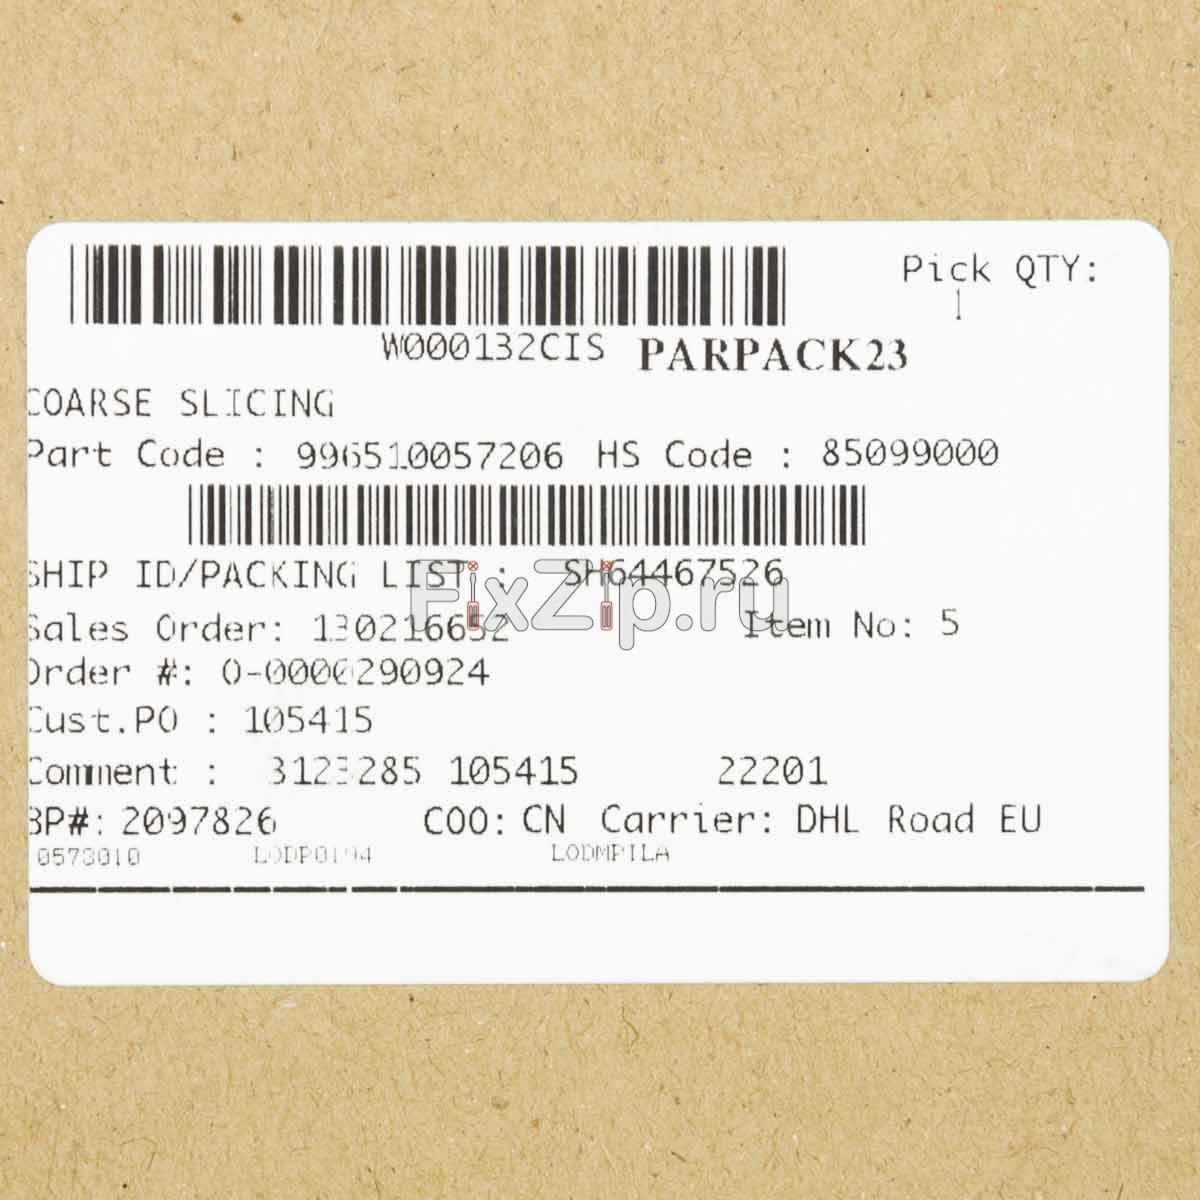 Pick QTY:
1
W000132CIS PARPACK23
COARSE SLICING
Part Code : 996510057206 HS Code : 85099000
SHIP ID/PACKING LIST : SH64467526
FixZip.ru
Sales Order: 130216652 Item No: 5
Order #: O-0000290924
Cust.PO : 105415
Comment : 3123285 105415 22201
BP#: 2097826 COO: CN Carrier: DHL Road EU
0573010 LODP0194 LODMPILA